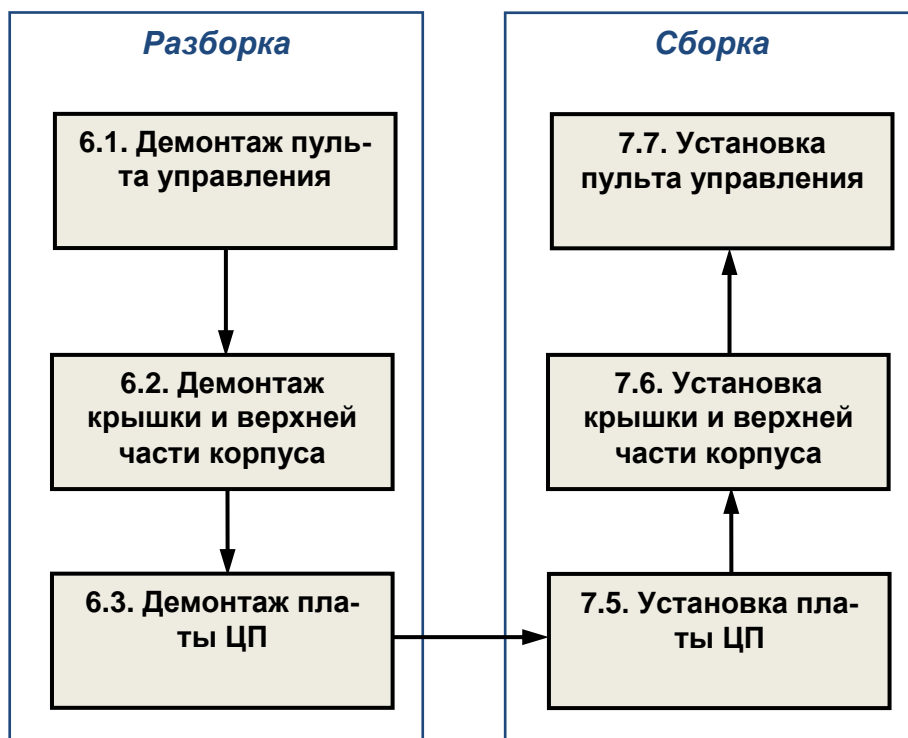 Разборка
6.1. Демонтаж пуль-
та управления
6.2. Демонтаж
крышки и верхней
части корпуса
6.3. Демонтаж пла-
ты ЦП
Сборка
7.7. Установка
пульта управления
7.6. Установка
крышки и верхней
части корпуса
7.5. Установка пла-
ты ЦП